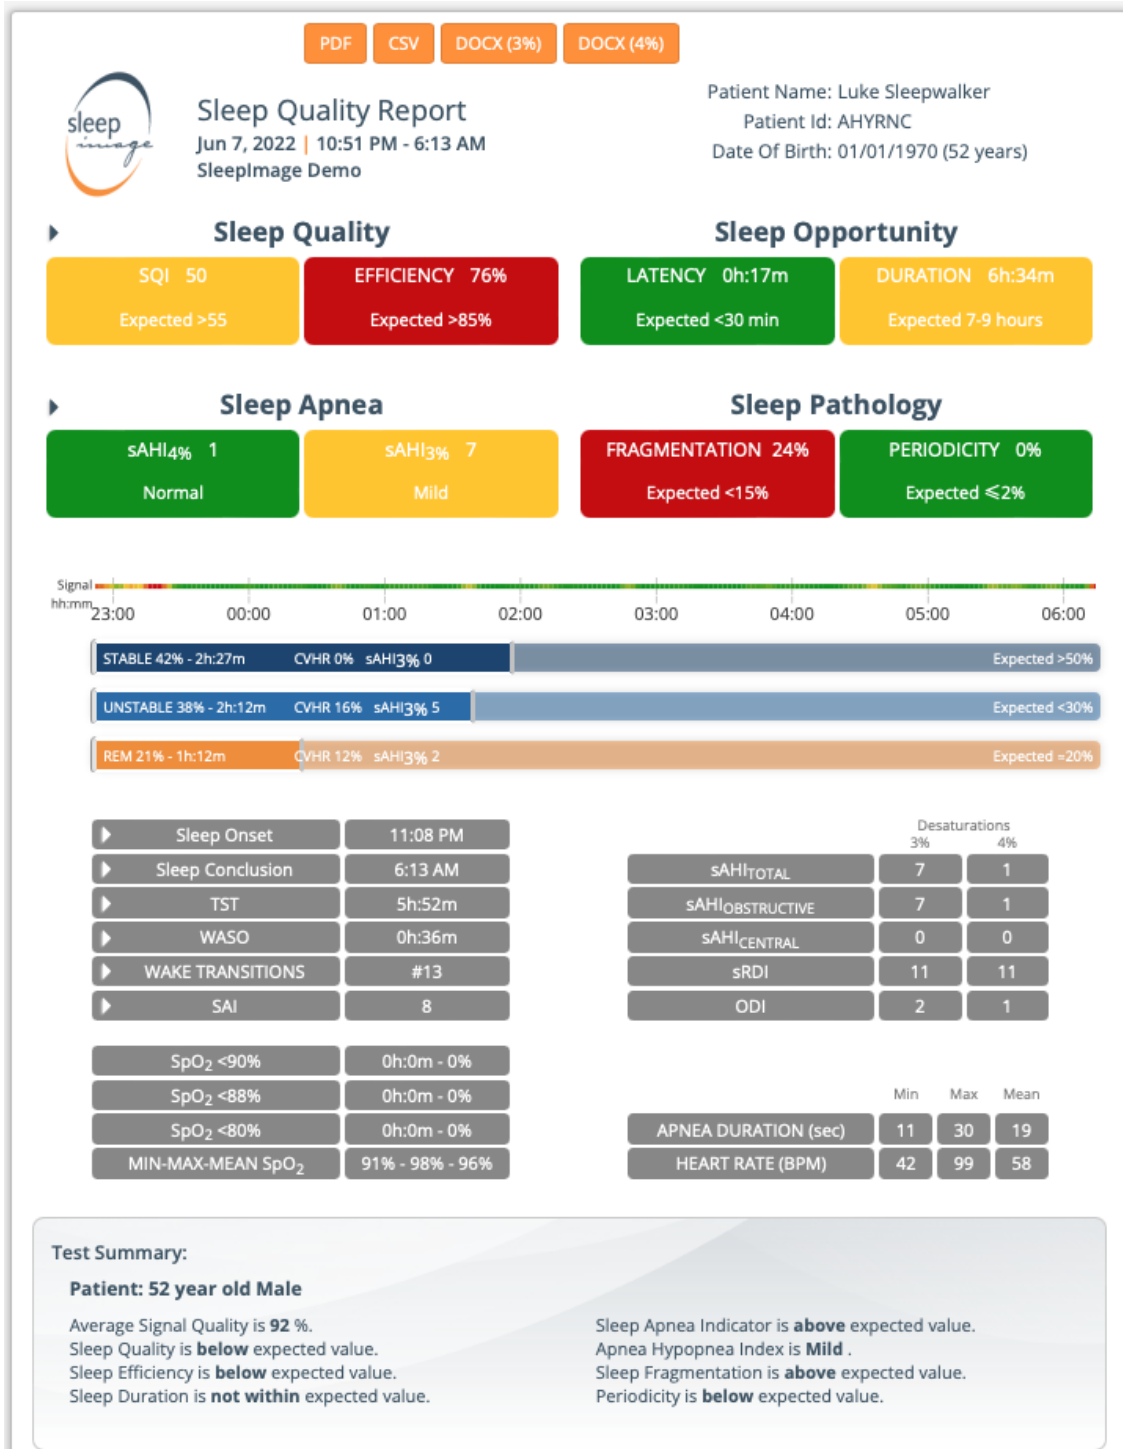 PDF CSV DOCX (3%) DOCX (4%)
sleep
image
Sleep Quality Report
Jun 7, 2022 | 10:51 PM - 6:13 AM
SleepImage Demo
Patient Name: Luke Sleepwalker
Patient Id: AHYRNC
Date Of Birth: 01/01/1970 (52 years)
Sleep Quality
SQI 50
Expected >55
EFFICIENCY 76%
Expected >85%
Sleep Opportunity
LATENCY 0h:17m
Expected <30 min
DURATION 6h:34m
Expected 7-9 hours
Sleep Apnea
sAHI4% 1
Normal
sAHI3% 7
Mild
Sleep Pathology
FRAGMENTATION 24%
Expected <15%
PERIODICITY 0%
Expected ⩽2%
Signal
hh:mm
23:00 00:00 01:00 02:00 03:00 04:00 05:00 06:00
STABLE 42% - 2h:27m CVHR 0% sAHI3% 0 Expected >50%
UNSTABLE 38% - 2h:12m CVHR 16% sAHI3% 5 Expected <30%
REM 21% - 1h:12m CVHR 12% sAHI3% 2 Expected =20%
Sleep Onset 11:08 PM
Sleep Conclusion 6:13 AM
TST 5h:52m
WASO 0h:36m
WAKE TRANSITIONS #13
SAI 8
Desaturations
3% 4%
sAHITOTAL 7 1
sAHIOBSTRUCTIVE 7 1
sAHICENTRAL 0 0
sRDI 11 11
ODI 2 1
SpO2 <90% 0h:0m - 0%
SpO2 <88% 0h:0m - 0%
SpO2 <80% 0h:0m - 0%
MIN-MAX-MEAN SpO2 91% - 98% - 96%
Min Max Mean
APNEA DURATION (sec) 11 30 19
HEART RATE (BPM) 42 99 58
Test Summary:
Patient: 52 year old Male
Average Signal Quality is 92 %.
Sleep Quality is below expected value.
Sleep Efficiency is below expected value.
Sleep Duration is not within expected value.
Sleep Apnea Indicator is above expected value.
Apnea Hypopnea Index is Mild .
Sleep Fragmentation is above expected value.
Periodicity is below expected value.